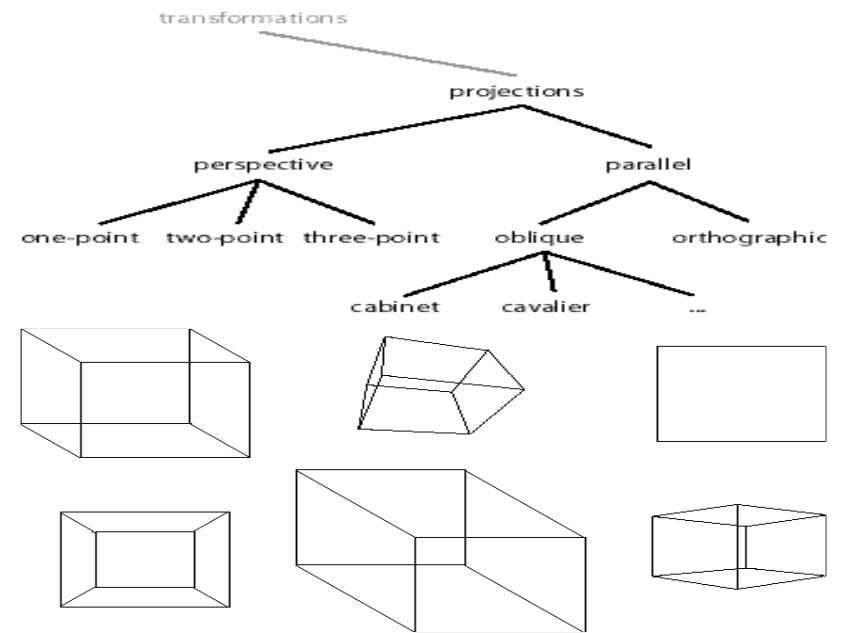 transformations
projections
perspective parallel
one-point two-point three-point oblique orthographic
cabinet cavalier ...